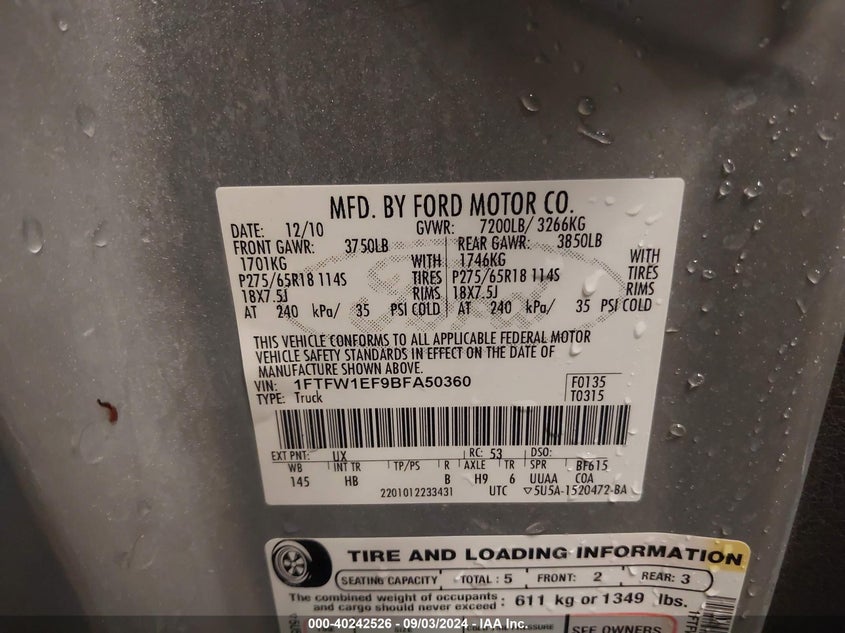 MFD. BY FORD MOTOR CO.
DATE: 12/10 GVWR: 7200LB/ 3266KG
FRONT GAWR: 3750LB REAR GAWR: 3850LB
1701KG WITH 1746KG WITH
P275/65R18 114S TIRES P275/65R18 114S TIRES
18X7.5J RIMS 18X7.5J RIMS
AT 240 kPa/ 35 PSI COLD AT 240 kPa/ 35 PSI COLD
THIS VEHICLE CONFORMS TO ALL APPLICABLE FEDERAL MOTOR
VEHICLE SAFETY STANDARDS IN EFFECT ON THE DATE OF
MANUFACTURE SHOWN ABOVE.
VIN: 1FTFW1EF9BFA50360 F0135
TYPE: Truck T0315
EXT PNT: UX RC: 53 DSO:
WB INT TR TP/PS R AXLE TR SPR BF615
145 HB B H9 6 UUAA COA
2201012233431 UTC ▽5U5A-1520472-BA
TIRE AND LOADING INFORMATION
SEATING CAPACITY TOTAL : 5 FRONT: 2 REAR: 3
The combined weight of occupants
and cargo should never exceed : 611 kg or 1349 lbs.
SEE OWNERS
000-40242526 - 09/03/2024 - IAA Inc.